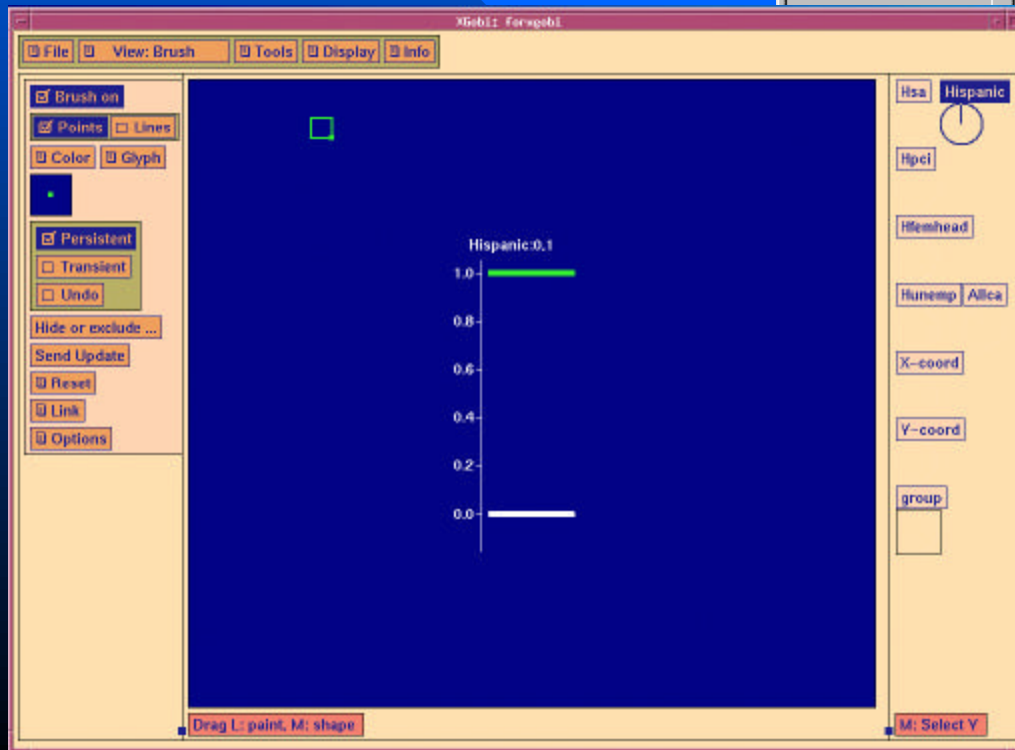 XGobi: forxgobi
File View: Brush Tools Display Info
Brush on
Points Lines
Color Glyph
Persistent
Transient
Undo
Hide or exclude ...
Send Update
Reset
Link
Options
Hispanic:0.1
1.0
0.8
0.6
0.4
0.2
0.0
Drag L: paint, M: shape
Hsa Hispanic
Hpci
Hfemhead
Hunemp Allca
X-coord
Y-coord
group
M: Select Y